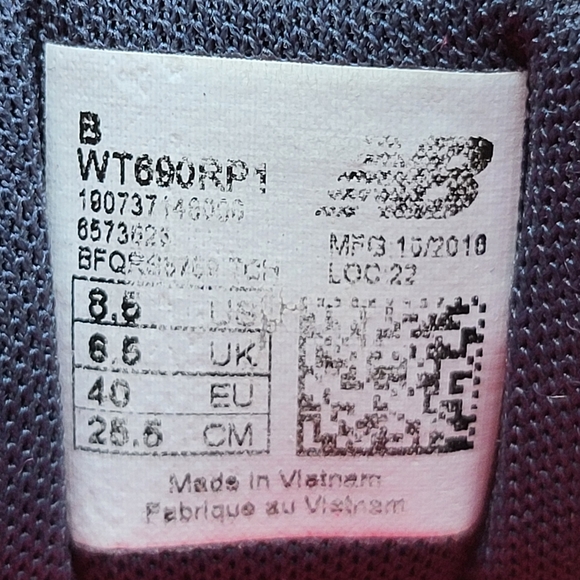 B
WT690RP1
MFG 15/2018
LOC:22
8.5 US
6.5 UK
40 EU
25.5 CM
Made in Vietnam
Fabrique au Vietnam